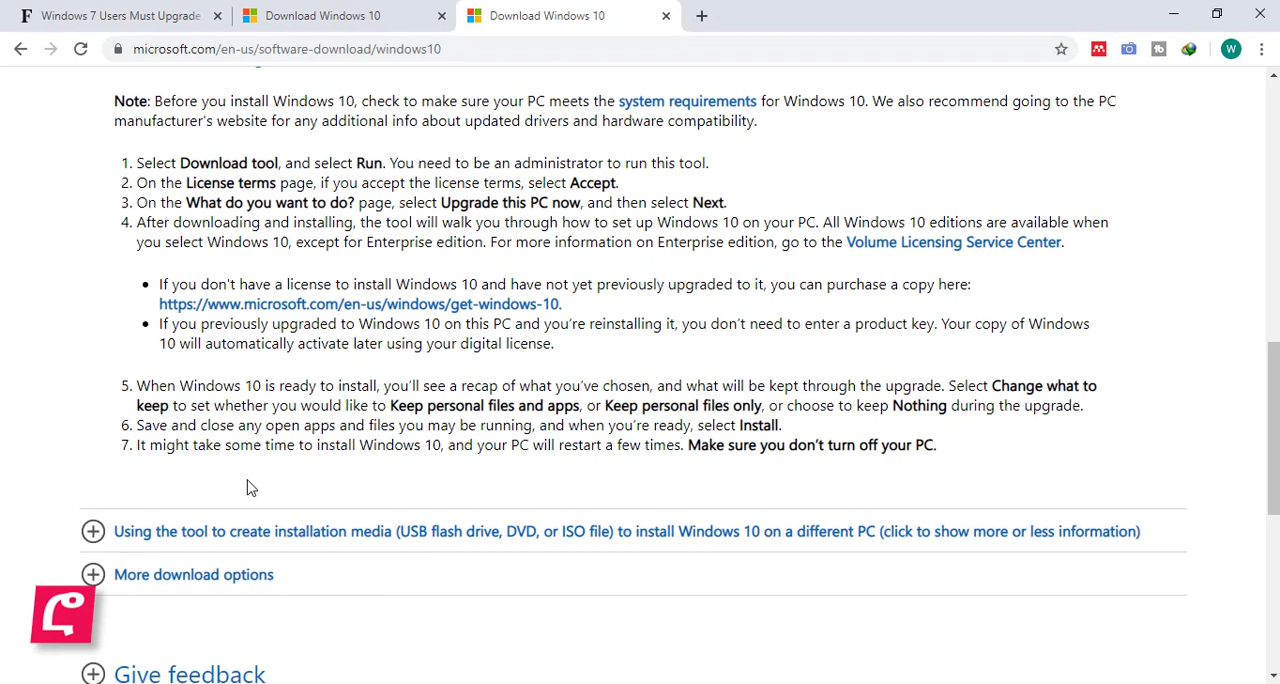 Windows 7 Users Must Upgrade
Download Windows 10
Download Windows 10
microsoft.com/en-us/software-download/windows10
W
Note: Before you install Windows 10, check to make sure your PC meets the system requirements for Windows 10. We also recommend going to the PC
manufacturer's website for any additional info about updated drivers and hardware compatibility.
1. Select Download tool, and select Run. You need to be an administrator to run this tool.
2. On the License terms page, if you accept the license terms, select Accept.
3. On the What do you want to do? page, select Upgrade this PC now, and then select Next.
4. After downloading and installing, the tool will walk you through how to set up Windows 10 on your PC. All Windows 10 editions are available when
you select Windows 10, except for Enterprise edition. For more information on Enterprise edition, go to the Volume Licensing Service Center.
• If you don't have a license to install Windows 10 and have not yet previously upgraded to it, you can purchase a copy here:
https://www.microsoft.com/en-us/windows/get-windows-10.
• If you previously upgraded to Windows 10 on this PC and you’re reinstalling it, you don’t need to enter a product key. Your copy of Windows
10 will automatically activate later using your digital license.
5. When Windows 10 is ready to install, you’ll see a recap of what you’ve chosen, and what will be kept through the upgrade. Select Change what to
keep to set whether you would like to Keep personal files and apps, or Keep personal files only, or choose to keep Nothing during the upgrade.
6. Save and close any open apps and files you may be running, and when you’re ready, select Install.
7. It might take some time to install Windows 10, and your PC will restart a few times. Make sure you don’t turn off your PC.
Using the tool to create installation media (USB flash drive, DVD, or ISO file) to install Windows 10 on a different PC (click to show more or less information)
More download options
Give feedback